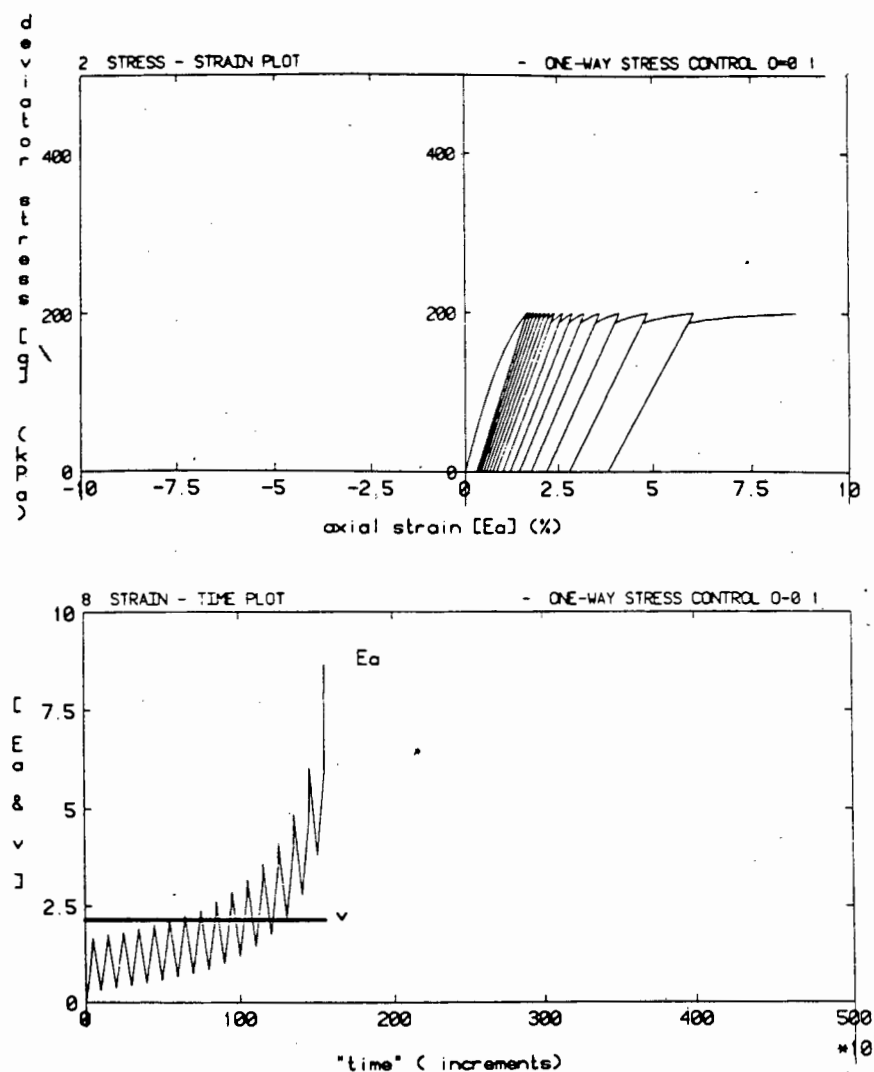 2 STRESS - STRAIN PLOT - ONE-WAY STRESS CONTROL O=0 1
deviator stress [q] (kPa)
400
200
0
400
200
0
-10 -7.5 -5 -2.5 0 2.5 5 7.5 10
axial strain [Ea] (%)
8 STRAIN - TIME PLOT - ONE-WAY STRESS CONTROL O-0 1
[ Ea & v ]
10
7.5
5
2.5
0
Ea
v
0 100 200 300 400 500
*10
"time" ( increments)